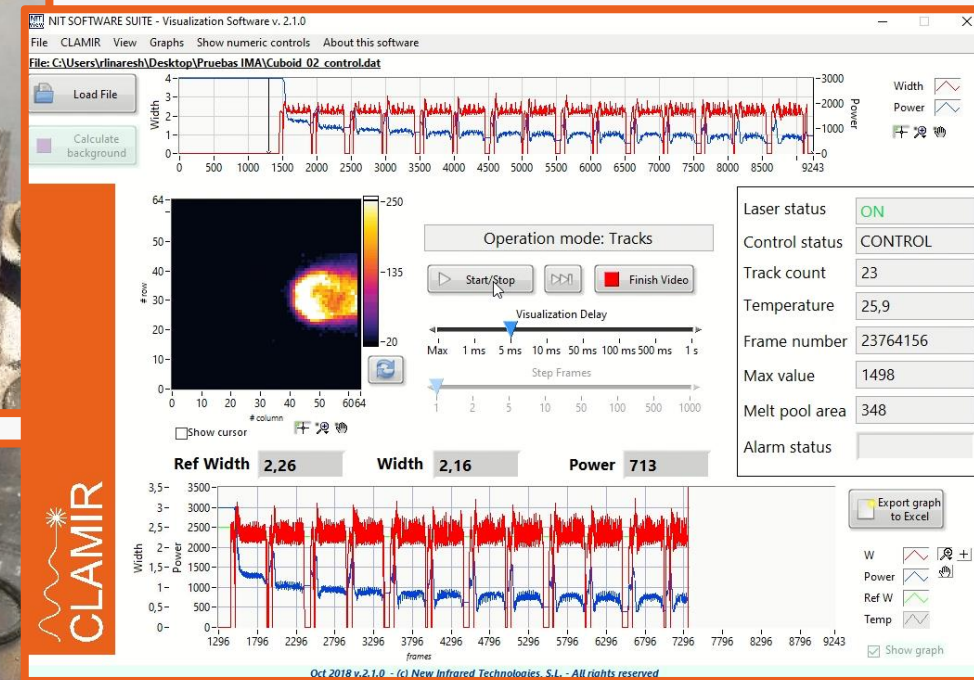 NIT SOFTWARE SUITE - Visualization Software v. 2.1.0
File CLAMIR View Graphs Show numeric controls About this software
File: C:\Users\rlinaresh\Desktop\Pruebas IMA\Cuboid_02_control.dat
Load File
Calculate
background
4
3
2
1
0
Width
3000
2000
1000
0
Power
0 500 1000 1500 2000 2500 3000 3500 4000 4500 5000 5500 6000 6500 7000 7500 8000 8500 9243
Width
Power
64
50
40
30
20
10
0
# row
0 10 20 30 40 50 60 64
# column
250
135
20
Show cursor
Operation mode: Tracks
Start/Stop
Finish Video
Visualization Delay
Max 1 ms 5 ms 10 ms 50 ms 100 ms 500 ms 1 s
Step Frames
1 2 5 10 50 100 500 1000
Laser status ON
Control status CONTROL
Track count 23
Temperature 25,9
Frame number 23764156
Max value 1498
Melt pool area 348
Alarm status
Ref Width 2,26 Width 2,16 Power 713
3,5
3
2,5
2
1,5
1
0,5
0
Width
3500
3000
2500
2000
1500
1000
500
0
Power
1296 1796 2296 2796 3296 3796 4296 4796 5296 5796 6296 6796 7296 7796 8296 8796 9243
frames
Export graph
to Excel
W
Power
Ref W
Temp
Show graph
CLAMIR
Oct 2018 v.2.1.0 - (c) New Infrared Technologies, S.L. - All rights reserved